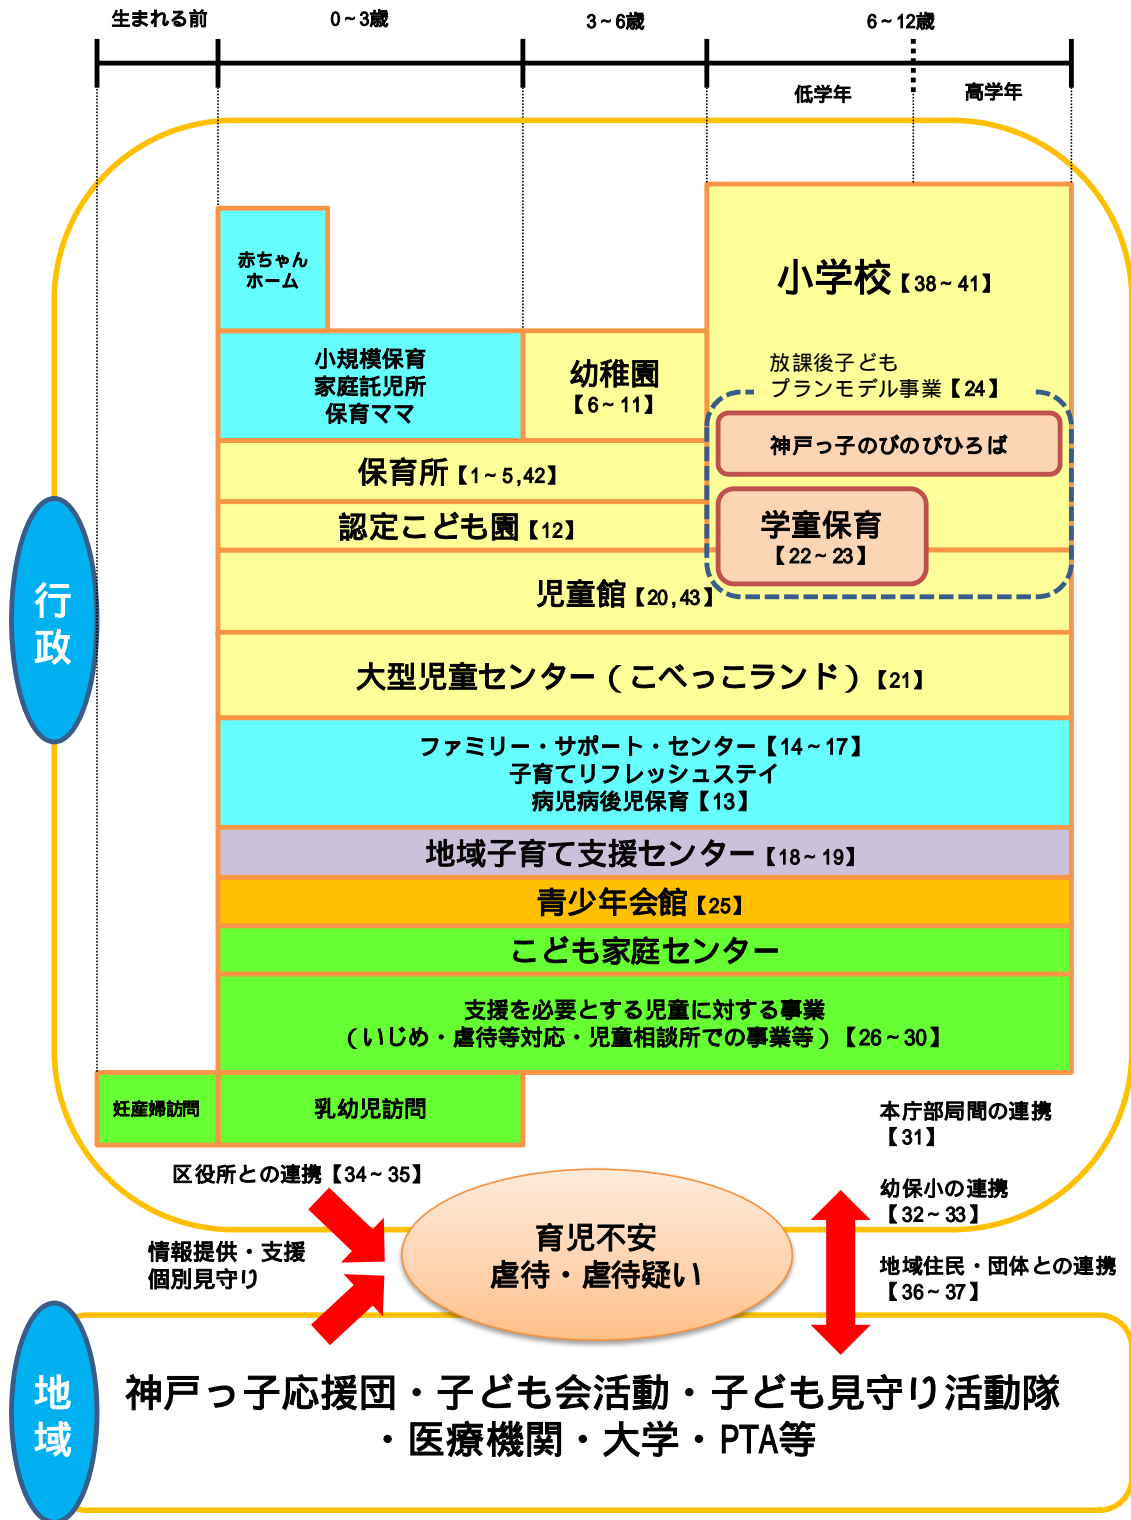 生まれる前
0～3歳
3～6歳
6～12歳
低学年
高学年
赤ちゃん
ホーム
小学校【38～41】
小規模保育
家庭託児所
保育ママ
幼稚園
【6～11】
放課後子ども
プランモデル事業【24】
神戸っ子のびのびひろば
保育所【1～5,42】
認定こども園【12】
学童保育
【22～23】
児童館【20,43】
行
政
大型児童センター（こべっこランド）【21】
ファミリー・サポート・センター【14～17】
子育てリフレッシュステイ
病児病後児保育【13】
地域子育て支援センター【18～19】
青少年会館【25】
こども家庭センター
支援を必要とする児童に対する事業
（いじめ・虐待等対応・児童相談所での事業等）【26～30】
妊産婦訪問
乳幼児訪問
本庁部局間の連携
【31】
区役所との連携【34～35】
幼保小の連携
【32～33】
育児不安
虐待・虐待疑い
情報提供・支援
個別見守り
地域住民・団体との連携
【36～37】
地
域
神戸っ子応援団・子ども会活動・子ども見守り活動隊
・医療機関・大学・PTA等